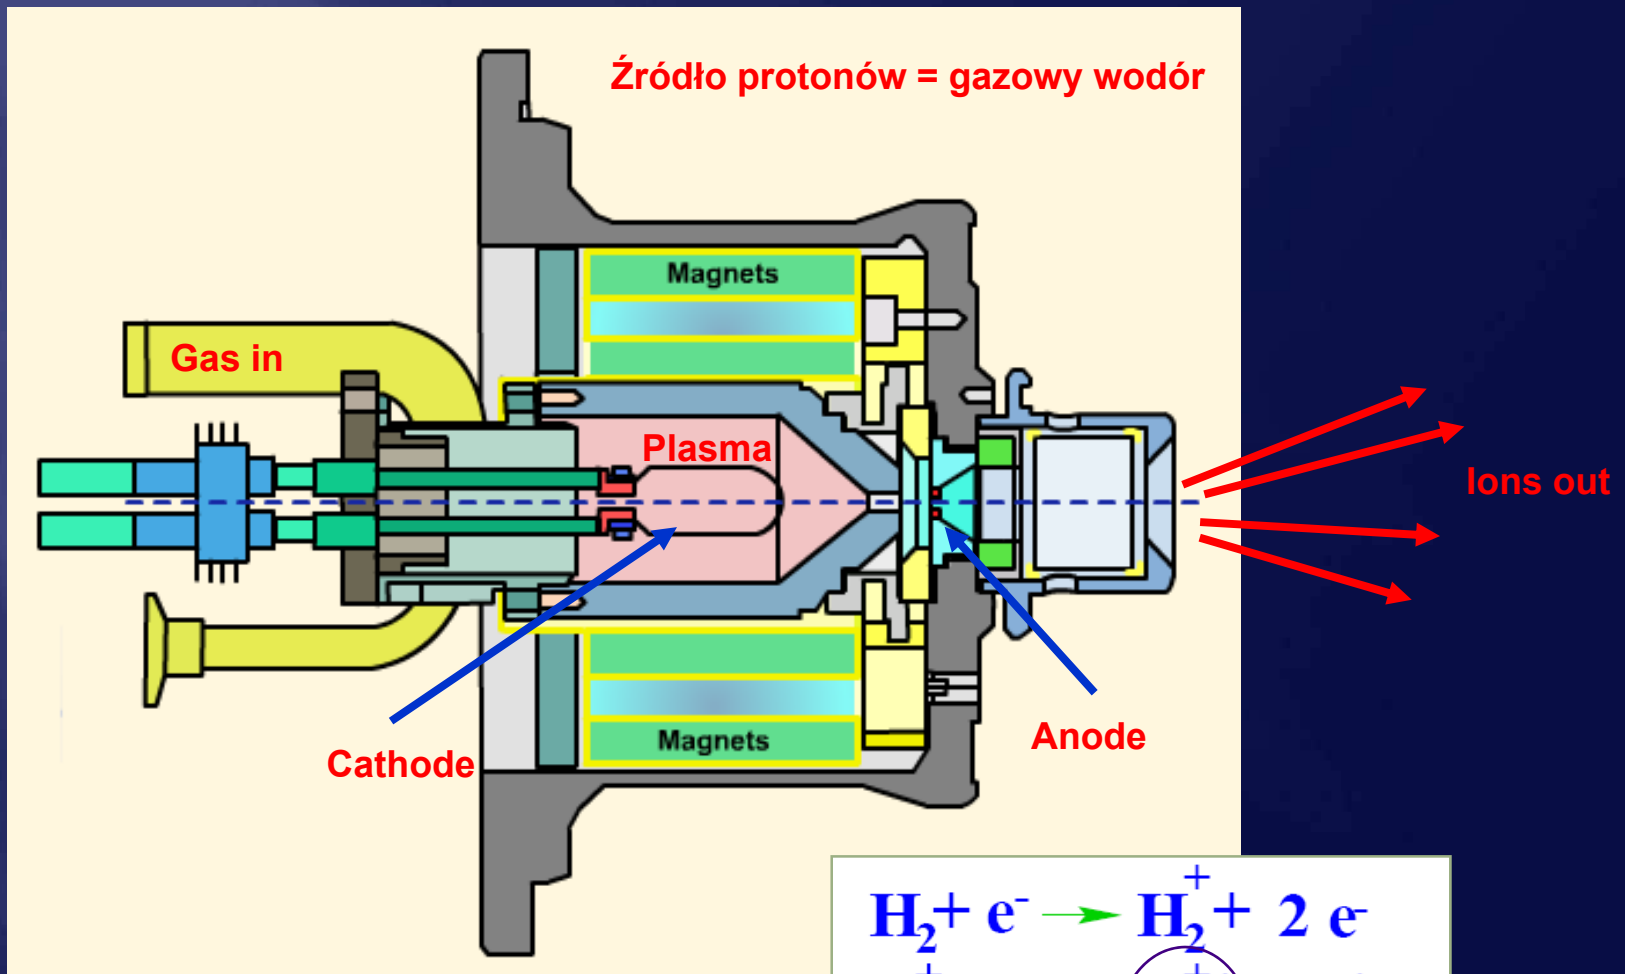 Źródło protonów = gazowy wodór
Magnets
Gas in
Plasma
Ions out
Magnets
Anode
Cathode
H₂ + e⁻ → H₂⁺ + 2 e⁻